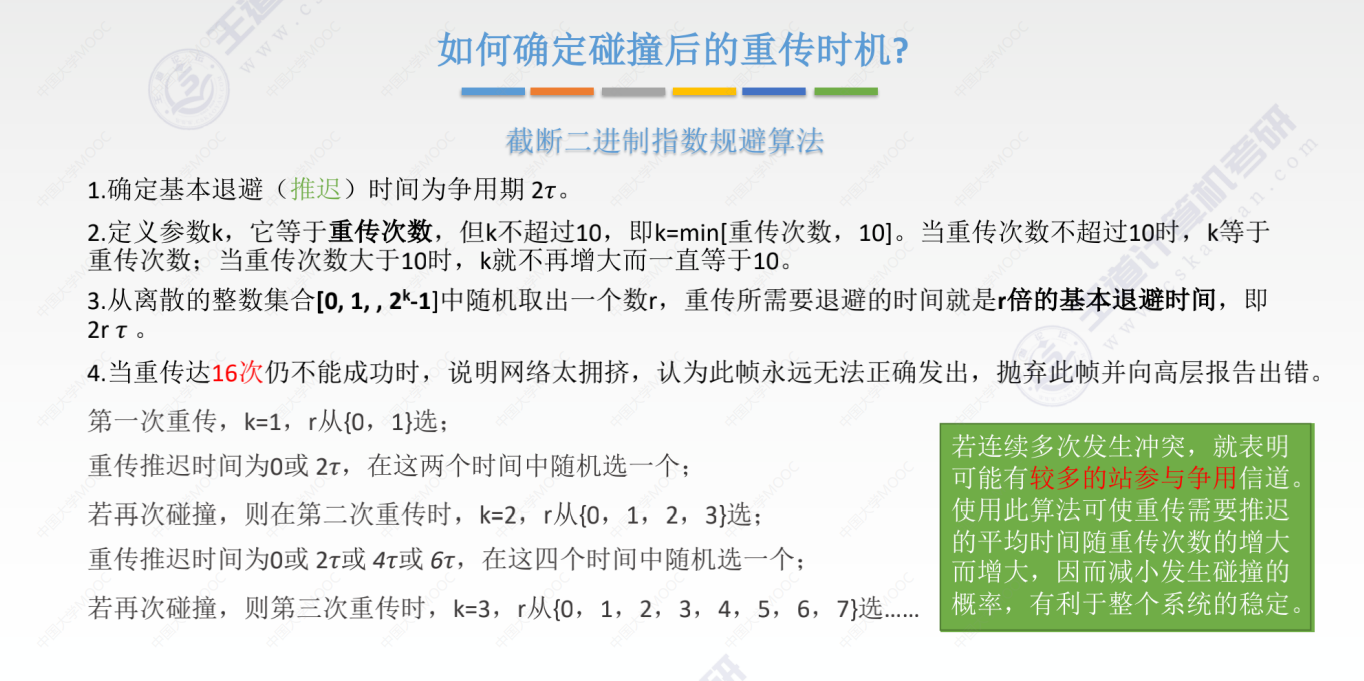 如何确定碰撞后的重传时机?
截断二进制指数规避算法
1.确定基本退避（推迟）时间为争用期 2τ。
2.定义参数k，它等于重传次数，但k不超过10，即k=min[重传次数，10]。当重传次数不超过10时，k等于
重传次数；当重传次数大于10时，k就不再增大而一直等于10。
3.从离散的整数集合[0, 1, , 2ᵏ-1]中随机取出一个数r，重传所需要退避的时间就是r倍的基本退避时间，即
2r τ 。
4.当重传达16次仍不能成功时，说明网络太拥挤，认为此帧永远无法正确发出，抛弃此帧并向高层报告出错。
第一次重传，k=1，r从{0，1}选；
重传推迟时间为0或 2τ，在这两个时间中随机选一个；
若再次碰撞，则在第二次重传时，k=2，r从{0，1，2，3}选；
重传推迟时间为0或 2τ或 4τ或 6τ，在这四个时间中随机选一个；
若再次碰撞，则第三次重传时，k=3，r从{0，1，2，3，4，5，6，7}选……
若连续多次发生冲突，就表明
可能有较多的站参与争用信道。
使用此算法可使重传需要推迟
的平均时间随重传次数的增大
而增大，因而减小发生碰撞的
概率，有利于整个系统的稳定。
王道计算机考研
www.cskaoyan.com
中国大学MOOC